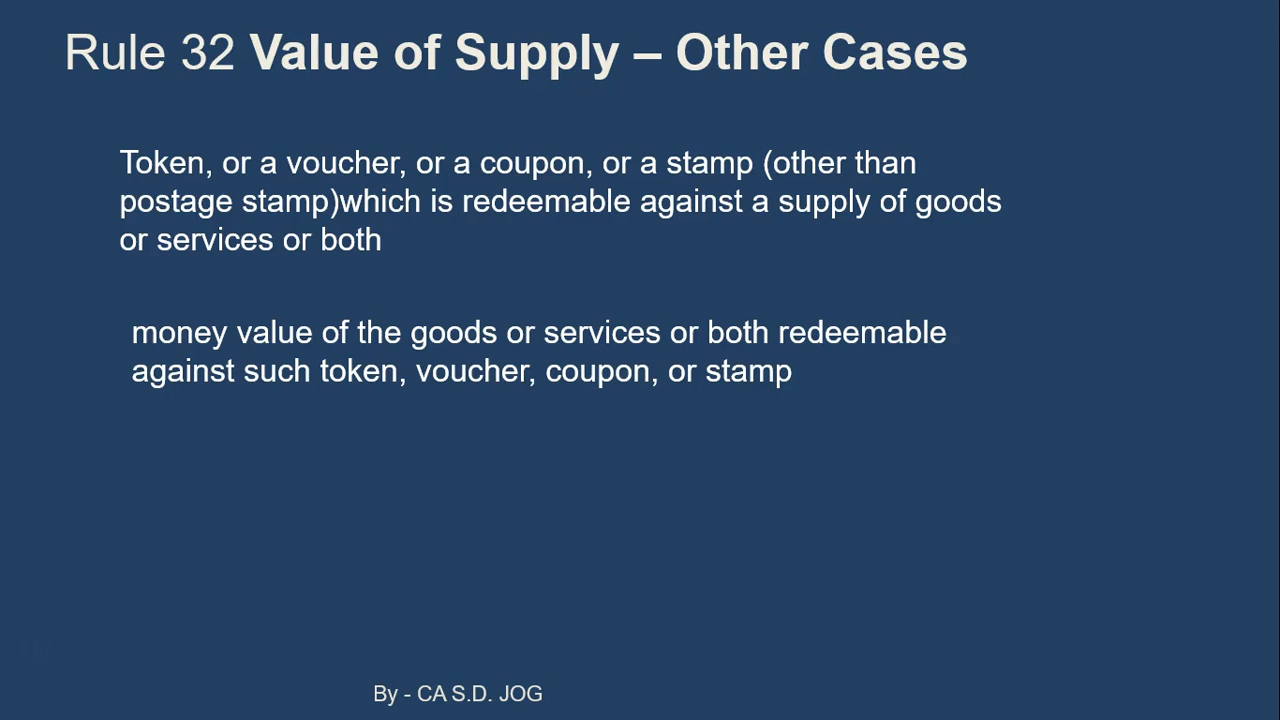 Rule 32 Value of Supply – Other Cases
Token, or a voucher, or a coupon, or a stamp (other than
postage stamp)which is redeemable against a supply of goods
or services or both
money value of the goods or services or both redeemable
against such token, voucher, coupon, or stamp
By - CA S.D. JOG